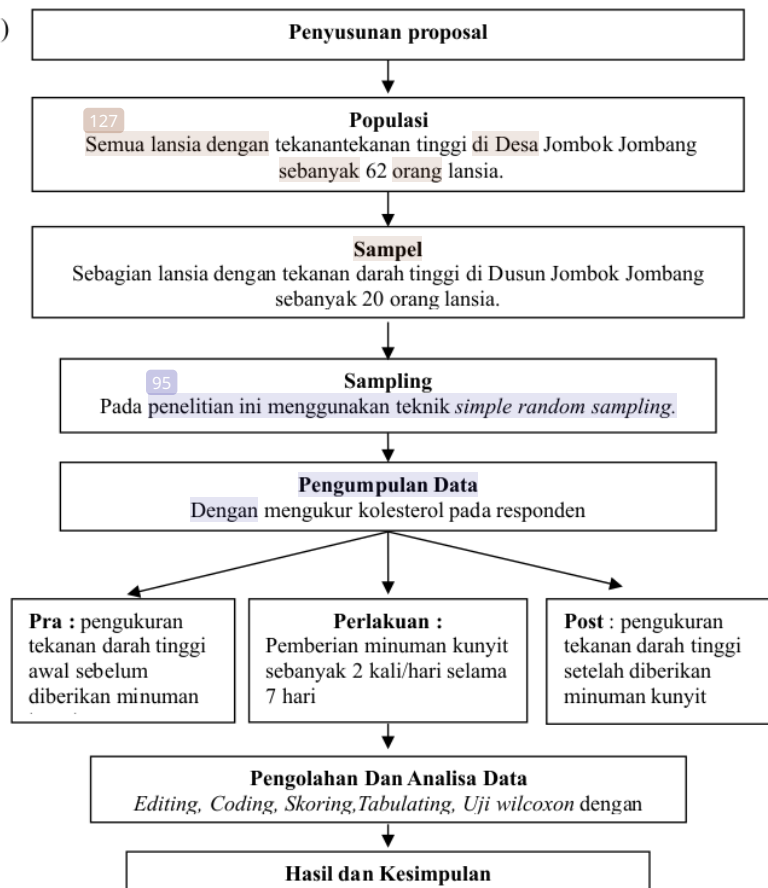 )
Penyusunan proposal
127
Populasi
Semua lansia dengan tekanantekanan tinggi di Desa Jombok Jombang
sebanyak 62 orang lansia.
Sampel
Sebagian lansia dengan tekanan darah tinggi di Dusun Jombok Jombang
sebanyak 20 orang lansia.
95
Sampling
Pada penelitian ini menggunakan teknik simple random sampling.
Pengumpulan Data
Dengan mengukur kolesterol pada responden
Pra : pengukuran
tekanan darah tinggi
awal sebelum
diberikan minuman
Perlakuan :
Pemberian minuman kunyit
sebanyak 2 kali/hari selama
7 hari
Post : pengukuran
tekanan darah tinggi
setelah diberikan
minuman kunyit
Pengolahan Dan Analisa Data
Editing, Coding, Skoring,Tabulating, Uji wilcoxon dengan
Hasil dan Kesimpulan